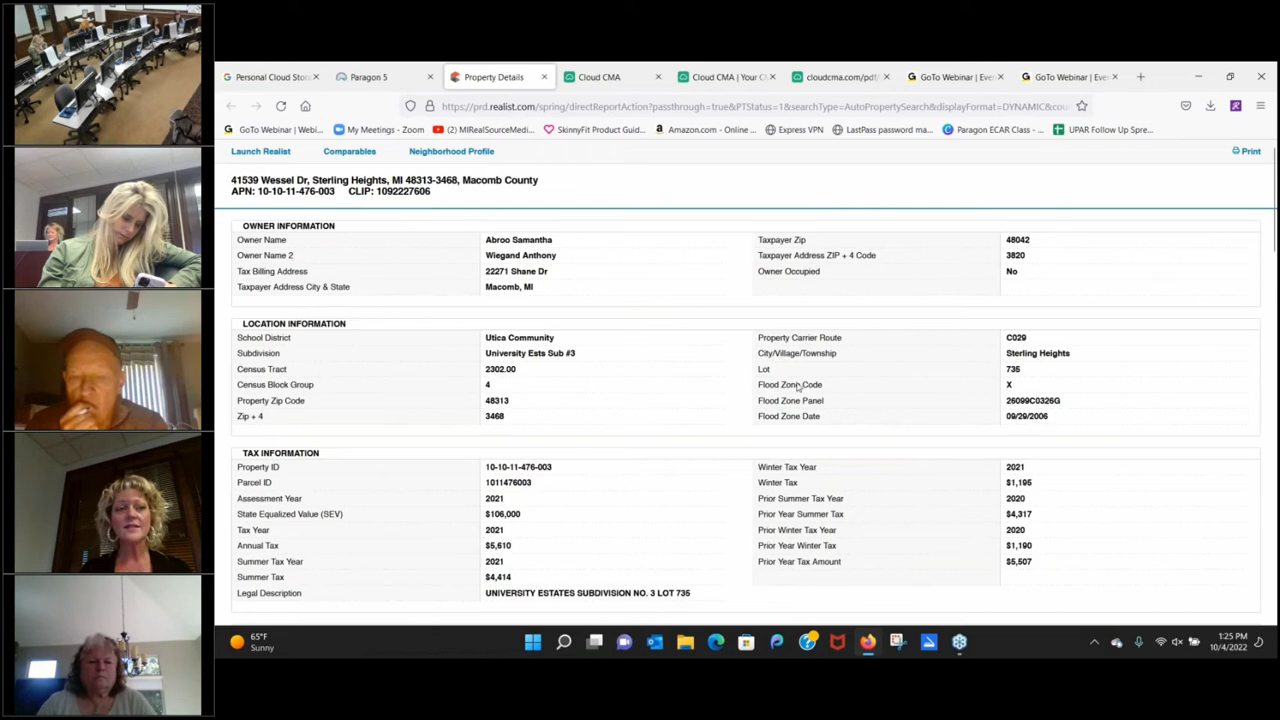 Personal Cloud Stora
Paragon 5
Property Details
Cloud CMA
Cloud CMA | Your C
cloudcma.com/pdf/
GoTo Webinar | Even
GoTo Webinar | Even
https://prd.realist.com/spring/directReportAction?passthrough=true&PTStatus=1&searchType=AutoPropertySearch&displayFormat=DYNAMIC&cou
GoTo Webinar | Webi...
My Meetings - Zoom
(2) MIRealSourceMedi...
SkinnyFit Product Guid...
Amazon.com - Online ...
Express VPN
LastPass password ma...
Paragon ECAR Class - ...
UPAR Follow Up Spre...
Launch Realist Comparables Neighborhood Profile Print
41539 Wessel Dr, Sterling Heights, MI 48313-3468, Macomb County
APN: 10-10-11-476-003 CLIP: 1092227606
OWNER INFORMATION
Owner Name Abroo Samantha Taxpayer Zip 48042
Owner Name 2 Wiegand Anthony Taxpayer Address ZIP + 4 Code 3820
Tax Billing Address 22271 Shane Dr Owner Occupied No
Taxpayer Address City & State Macomb, MI
LOCATION INFORMATION
School District Utica Community Property Carrier Route C029
Subdivision University Ests Sub #3 City/Village/Township Sterling Heights
Census Tract 2302.00 Lot 735
Census Block Group 4 Flood Zone Code X
Property Zip Code 48313 Flood Zone Panel 26099C0326G
Zip + 4 3468 Flood Zone Date 09/29/2006
TAX INFORMATION
Property ID 10-10-11-476-003 Winter Tax Year 2021
Parcel ID 1011476003 Winter Tax $1,195
Assessment Year 2021 Prior Summer Tax Year 2020
State Equalized Value (SEV) $106,000 Prior Year Summer Tax $4,317
Tax Year 2021 Prior Winter Tax Year 2020
Annual Tax $5,610 Prior Year Winter Tax $1,190
Summer Tax Year 2021 Prior Year Tax Amount $5,507
Summer Tax $4,414
Legal Description UNIVERSITY ESTATES SUBDIVISION NO. 3 LOT 735
65°F
Sunny
1:25 PM
10/4/2022